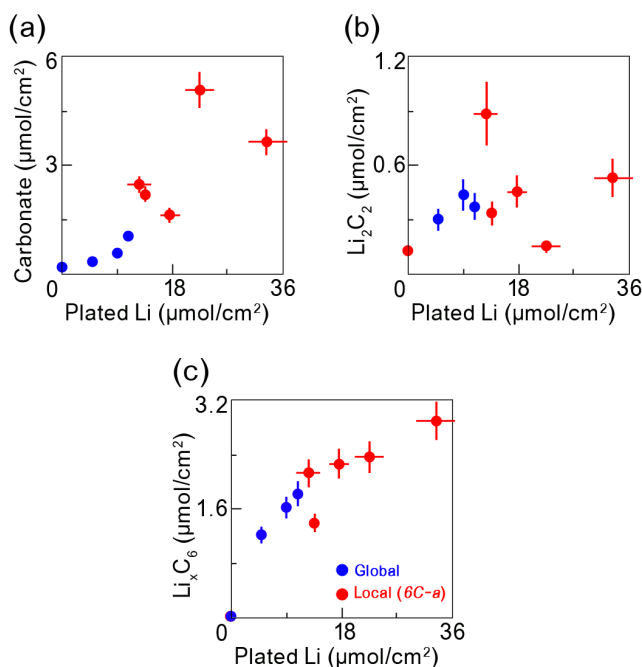 (a)
6
3
0
Carbonate (μmol/cm²)
0
18
36
Plated Li (μmol/cm²)
(b)
1.2
0.6
0
Li₂C₂ (μmol/cm²)
0
18
36
Plated Li (μmol/cm²)
(c)
3.2
1.6
0
LiₓC₆ (μmol/cm²)
Global
Local (6C-a)
0
18
36
Plated Li (μmol/cm²)